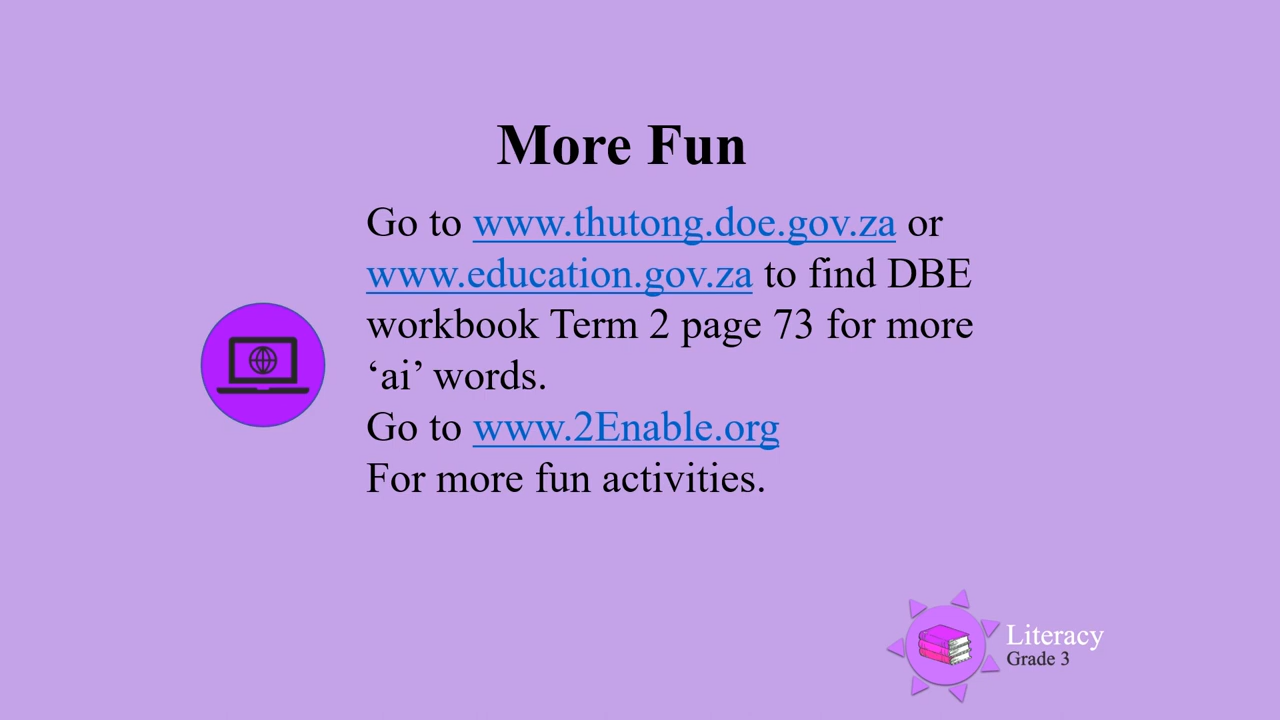 More Fun
Go to www.thutong.doe.gov.za or
www.education.gov.za to find DBE
workbook Term 2 page 73 for more
‘ai’ words.
Go to www.2Enable.org
For more fun activities.
Literacy
Grade 3